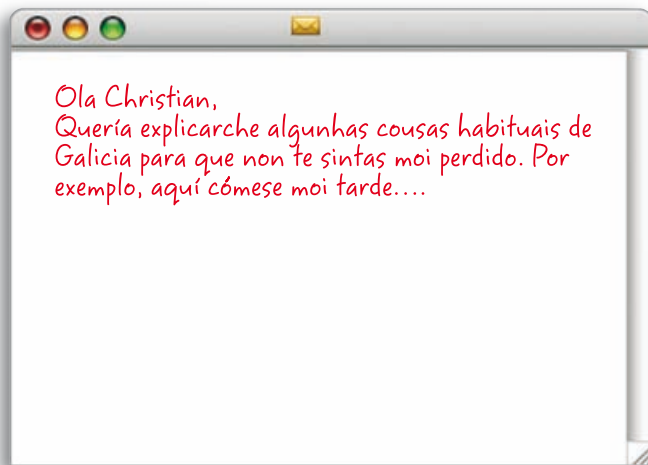 Ola Christian,
Quería explicarche algunhas cousas habituais de
Galicia para que non te sintas moi perdido. Por
exemplo, aquí cómese moi tarde....